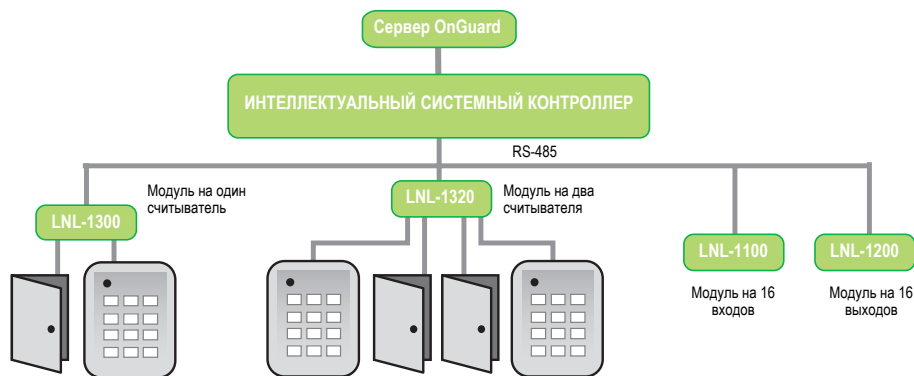 Сервер OnGuard
ИНТЕЛЛЕКТУАЛЬНЫЙ СИСТЕМНЫЙ КОНТРОЛЛЕР
RS-485
Модуль на один
считыватель
LNL-1300
LNL-1320
Модуль на два
считывателя
LNL-1100
LNL-1200
Модуль на 16
входов
Модуль на 16
выходов